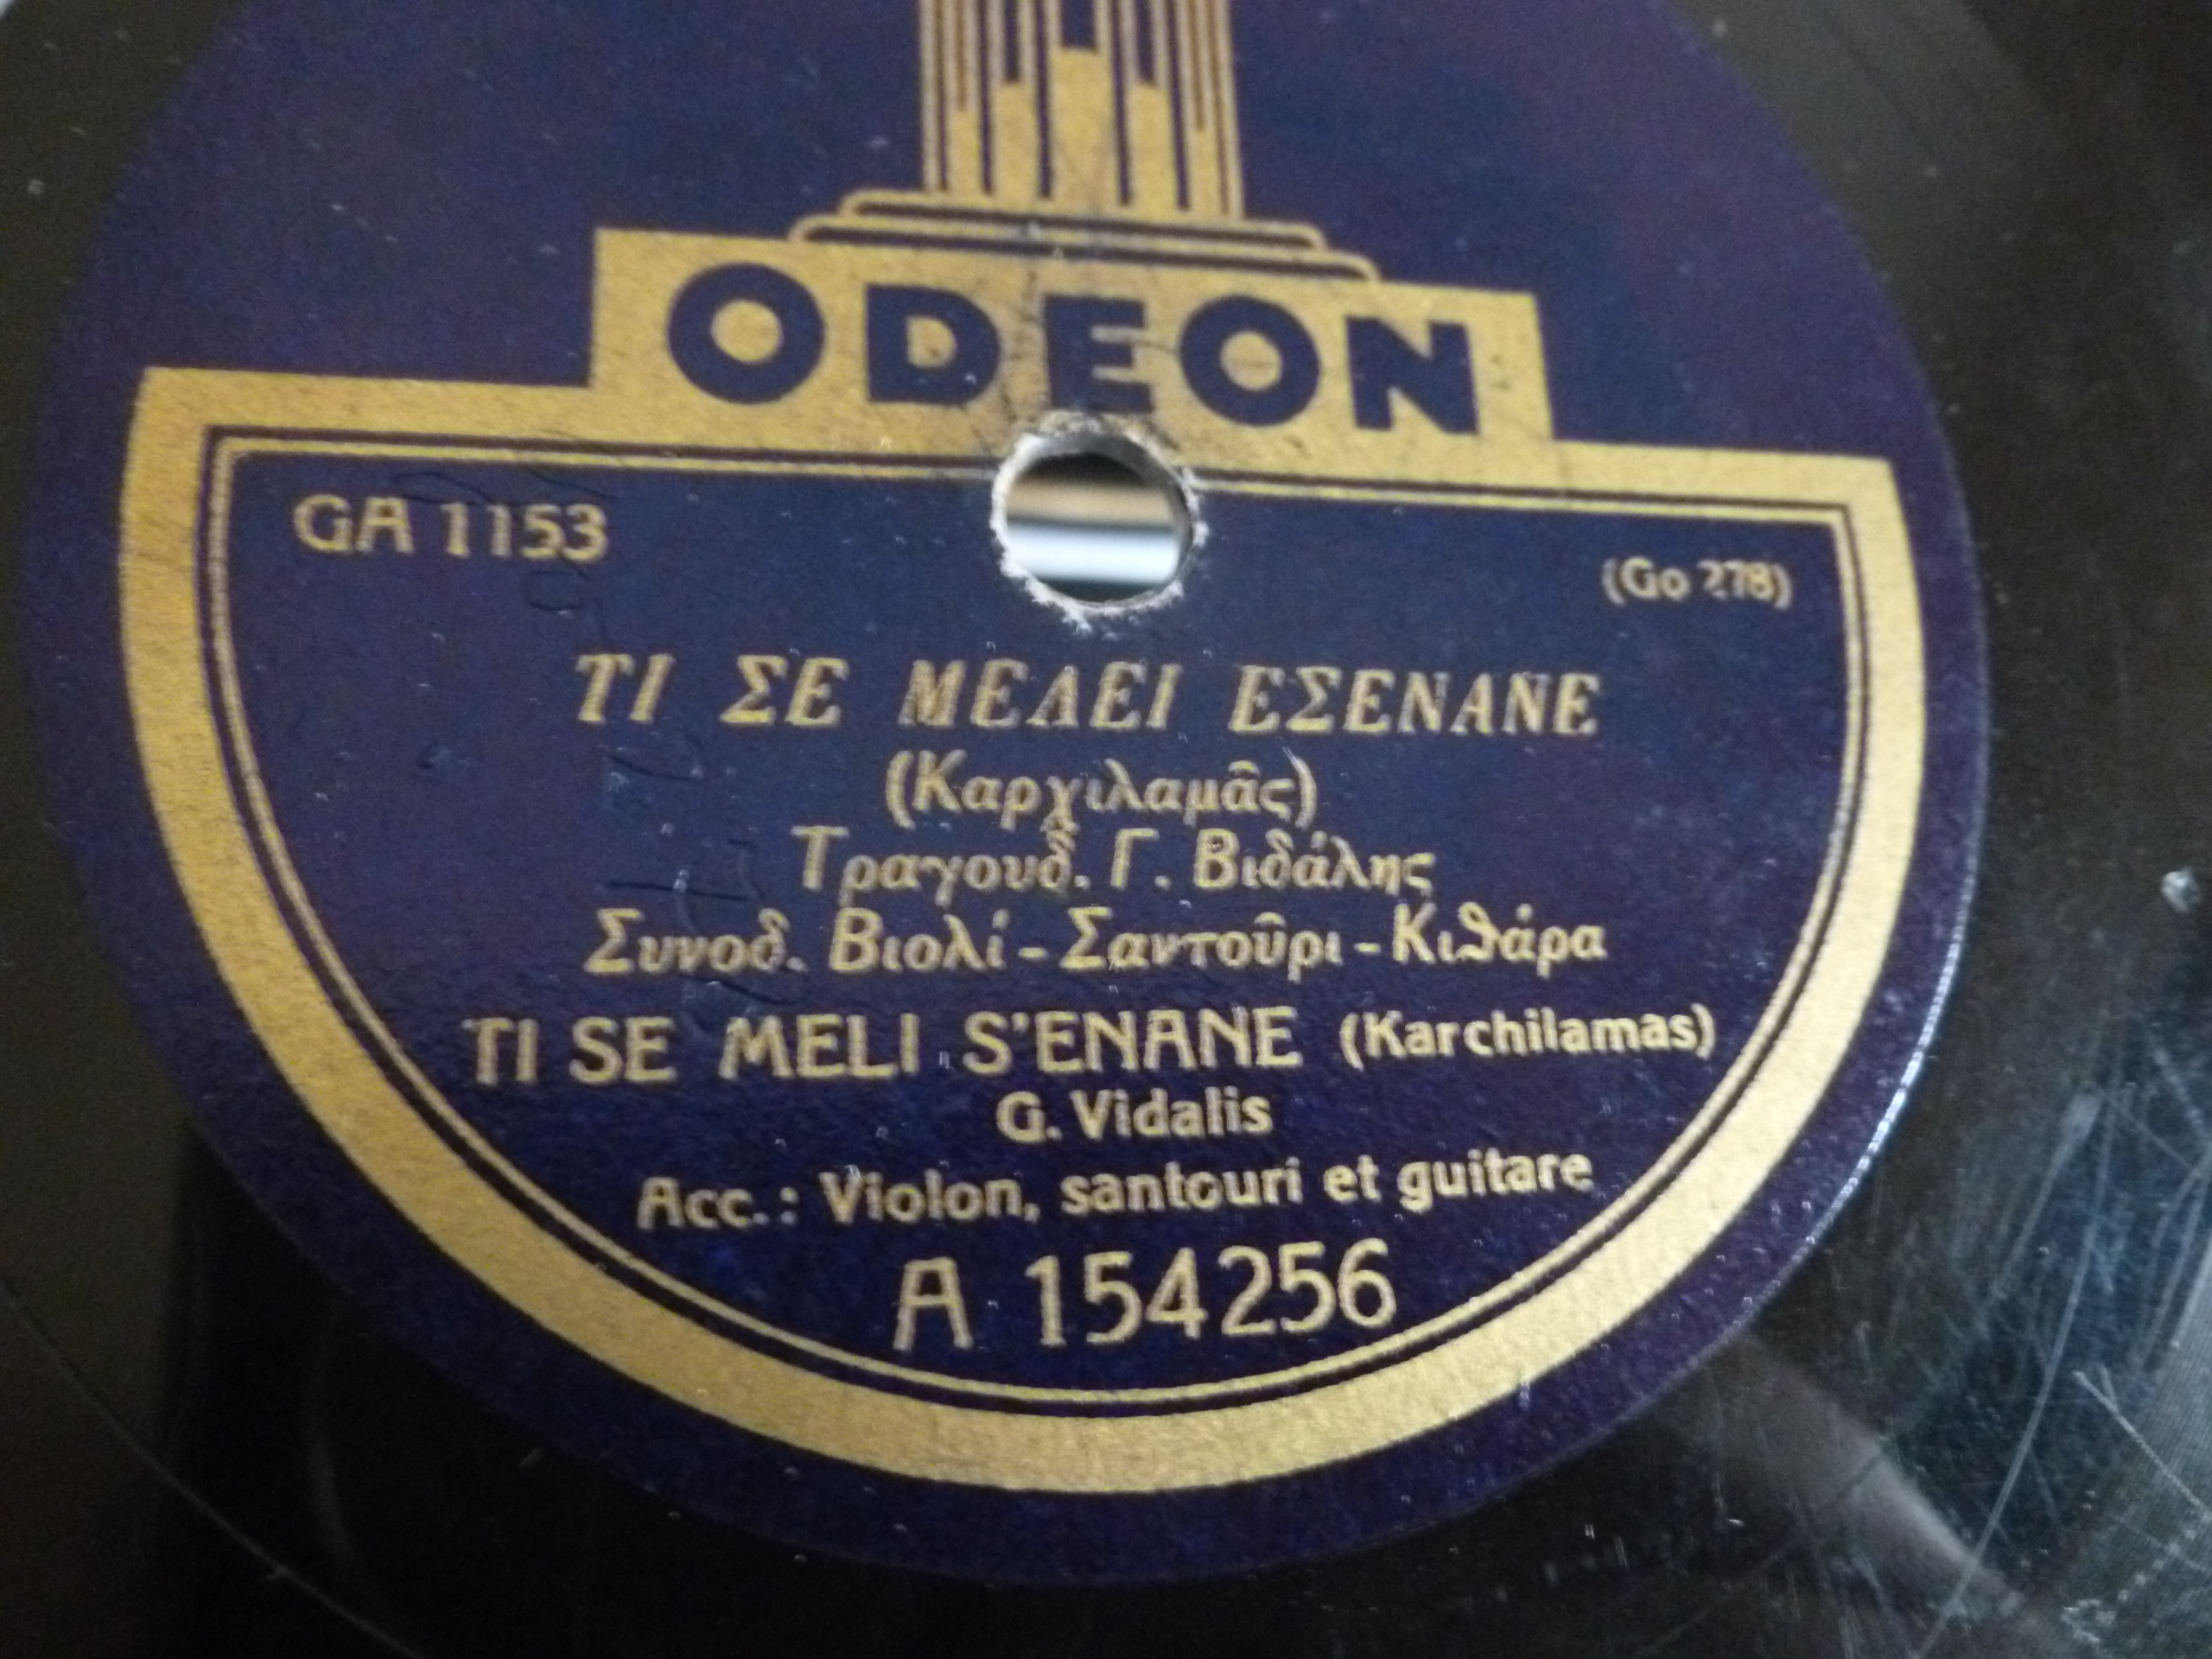 ODEON
GA 1153
(Go 278)
ΤΙ ΣΕ ΜΕΛΕΙ ΕΣΕΝΑΝΕ
(Καρχιλαμᾶς)
Τραγουδ. Γ. Βιδάλης
Συνοδ. Βιολί - Σαντοῦρι - Κιθάρα
TI SE MELI S'ENANE (Karchilamas)
G. Vidalis
Acc.: Violon, santouri et guitare
A 154256